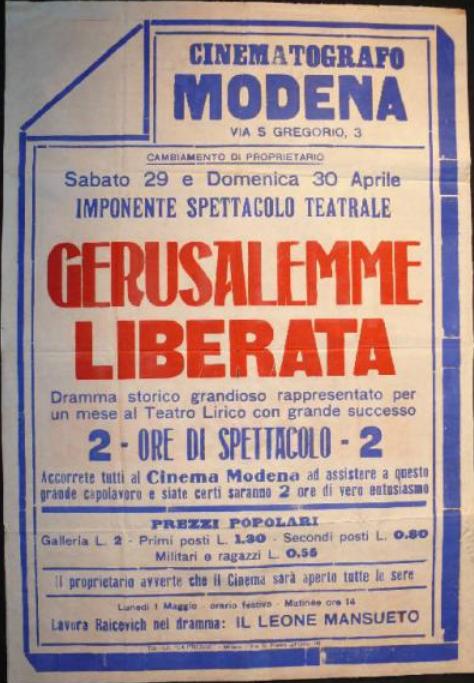 CINEMATOGRAFO
MODENA
VIA S GREGORIO, 3
CAMBIAMENTO DI PROPRIETARIO
Sabato 29 e Domenica 30 Aprile
IMPONENTE SPETTACOLO TEATRALE
GERUSALEMME
LIBERATA
Dramma storico grandioso rappresentato per
un mese al Teatro Lirico con grande successo
2 - ORE DI SPETTACOLO - 2
Accorrete tutti al Cinema Modena ad assistere a questo
grande capolavoro e siate certi saranno 2 ore di vero entusiasmo
PREZZI POPOLARI
Galleria L. 2 - Primi posti L. 1.30 - Secondi posti L. 0.80
Militari e ragazzi L. 0.55
Il proprietario avverte che il Cinema sarà aperto tutte le sere
Lunedì 1 Maggio - orario festivo - Matinée ore 14
Lavora Raicevich nel dramma: IL LEONE MANSUETO